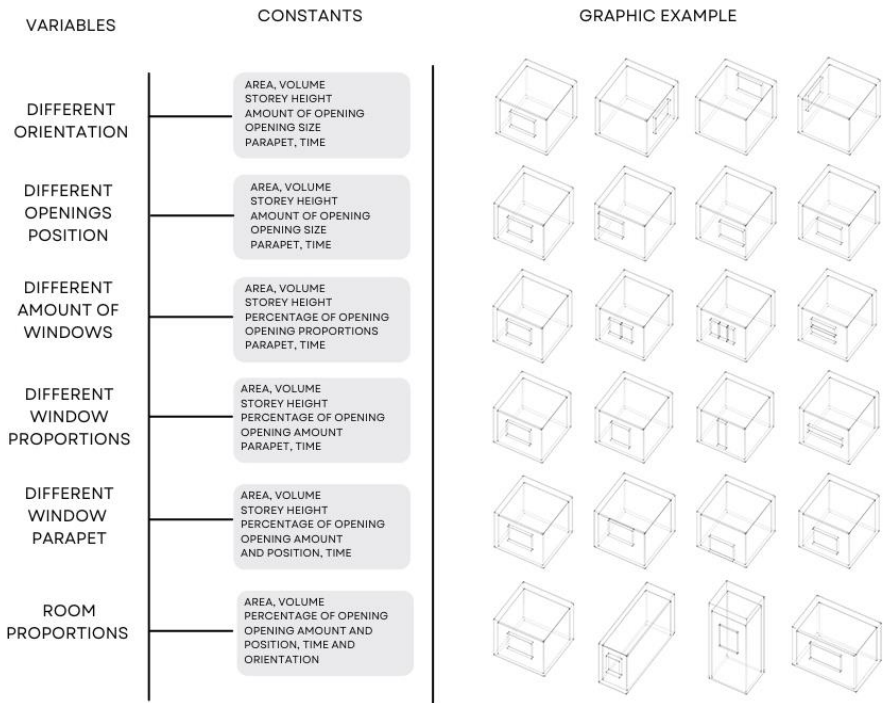 VARIABLES
CONSTANTS
GRAPHIC EXAMPLE
DIFFERENT
ORIENTATION
AREA, VOLUME
STOREY HEIGHT
AMOUNT OF OPENING
OPENING SIZE
PARAPET, TIME
DIFFERENT
OPENINGS
POSITION
AREA, VOLUME
STOREY HEIGHT
AMOUNT OF OPENING
OPENING SIZE
PARAPET, TIME
DIFFERENT
AMOUNT OF
WINDOWS
AREA, VOLUME
STOREY HEIGHT
PERCENTAGE OF OPENING
OPENING PROPORTIONS
PARAPET, TIME
DIFFERENT
WINDOW
PROPORTIONS
AREA, VOLUME
STOREY HEIGHT
PERCENTAGE OF OPENING
OPENING AMOUNT
PARAPET, TIME
DIFFERENT
WINDOW
PARAPET
AREA, VOLUME
STOREY HEIGHT
PERCENTAGE OF OPENING
OPENING AMOUNT
AND POSITION, TIME
ROOM
PROPORTIONS
AREA, VOLUME
PERCENTAGE OF OPENING
OPENING AMOUNT AND
POSITION, TIME AND
ORIENTATION